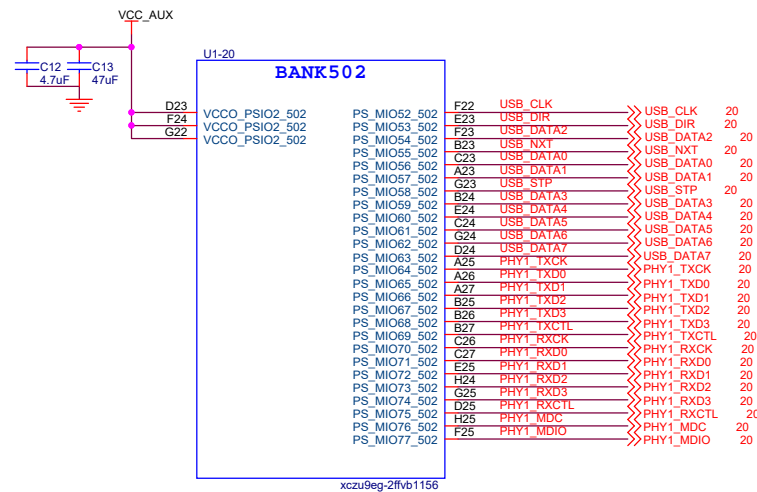 VCC_AUX
C12
4.7uF
C13
47uF
U1-20
BANK502
D23 VCCO_PSIO2_502
F24 VCCO_PSIO2_502
G22 VCCO_PSIO2_502
PS_MIO52_502 F22 USB_CLK USB_CLK 20
PS_MIO53_502 E23 USB_DIR USB_DIR 20
PS_MIO54_502 F23 USB_DATA2 USB_DATA2 20
PS_MIO55_502 B23 USB_NXT USB_NXT 20
PS_MIO56_502 C23 USB_DATA0 USB_DATA0 20
PS_MIO57_502 A23 USB_DATA1 USB_DATA1 20
PS_MIO58_502 G23 USB_STP USB_STP 20
PS_MIO59_502 B24 USB_DATA3 USB_DATA3 20
PS_MIO60_502 E24 USB_DATA4 USB_DATA4 20
PS_MIO61_502 C24 USB_DATA5 USB_DATA5 20
PS_MIO62_502 G24 USB_DATA6 USB_DATA6 20
PS_MIO63_502 D24 USB_DATA7 USB_DATA7 20
PS_MIO64_502 A25 PHY1_TXCK PHY1_TXCK 20
PS_MIO65_502 A26 PHY1_TXD0 PHY1_TXD0 20
PS_MIO66_502 A27 PHY1_TXD1 PHY1_TXD1 20
PS_MIO67_502 B25 PHY1_TXD2 PHY1_TXD2 20
PS_MIO68_502 B26 PHY1_TXD3 PHY1_TXD3 20
PS_MIO69_502 B27 PHY1_TXCTL PHY1_TXCTL 20
PS_MIO70_502 C26 PHY1_RXCK PHY1_RXCK 20
PS_MIO71_502 C27 PHY1_RXD0 PHY1_RXD0 20
PS_MIO72_502 E25 PHY1_RXD1 PHY1_RXD1 20
PS_MIO73_502 H24 PHY1_RXD2 PHY1_RXD2 20
PS_MIO74_502 G25 PHY1_RXD3 PHY1_RXD3 20
PS_MIO75_502 D25 PHY1_RXCTL PHY1_RXCTL 20
PS_MIO76_502 H25 PHY1_MDC PHY1_MDC 20
PS_MIO77_502 F25 PHY1_MDIO PHY1_MDIO 20
xczu9eg-2ffvb1156